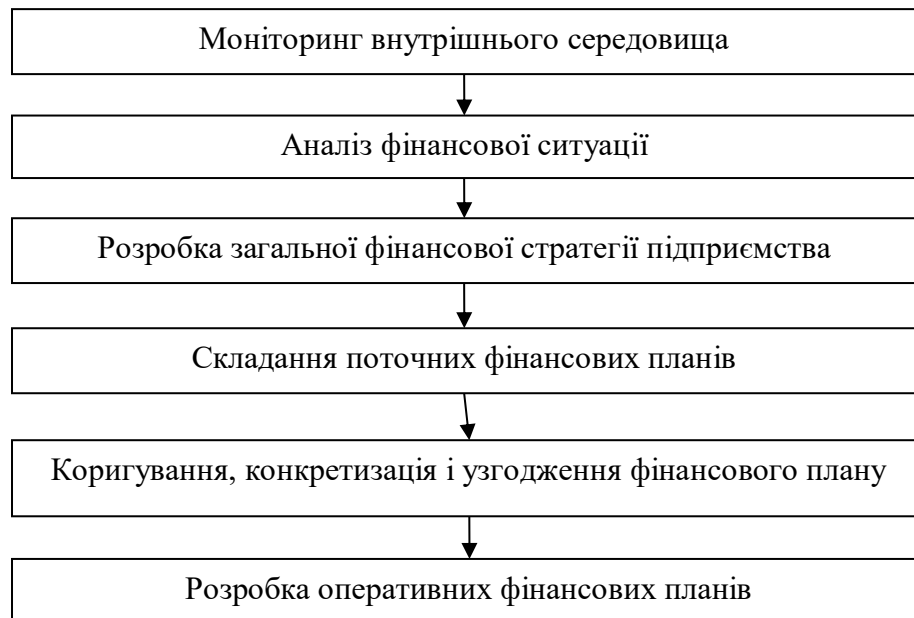 Моніторинг внутрішнього середовища
Аналіз фінансової ситуації
Розробка загальної фінансової стратегії підприємства
Складання поточних фінансових планів
Коригування, конкретизація і узгодження фінансового плану
Розробка оперативних фінансових планів